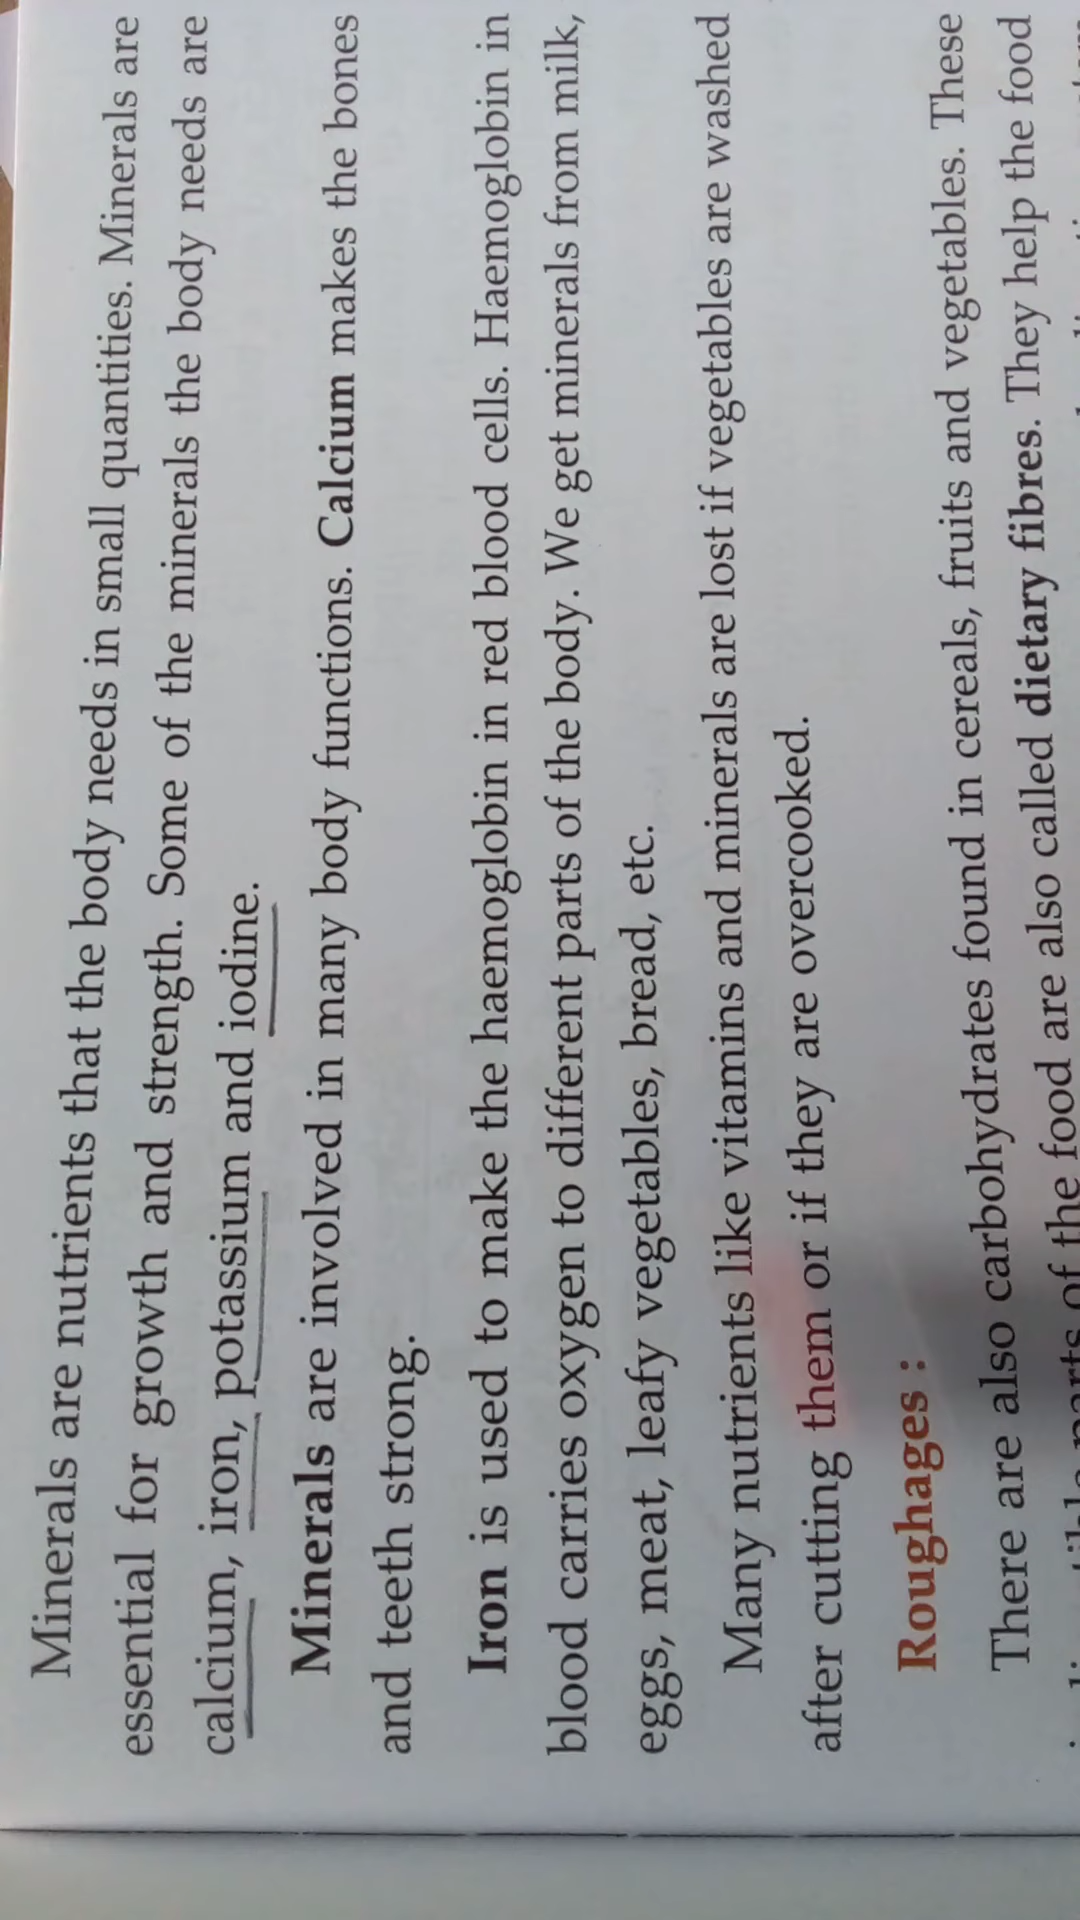 Minerals are nutrients that the body needs in small quantities. Minerals are
essential for growth and strength. Some of the minerals the body needs are
calcium, iron, potassium and iodine.
Minerals are involved in many body functions. Calcium makes the bones
and teeth strong.
Iron is used to make the haemoglobin in red blood cells. Haemoglobin in
blood carries oxygen to different parts of the body. We get minerals from milk,
eggs, meat, leafy vegetables, bread, etc.
Many nutrients like vitamins and minerals are lost if vegetables are washed
after cutting them or if they are overcooked.
Roughages :
There are also carbohydrates found in cereals, fruits and vegetables. These
parts of the food are also called dietary fibres. They help the food